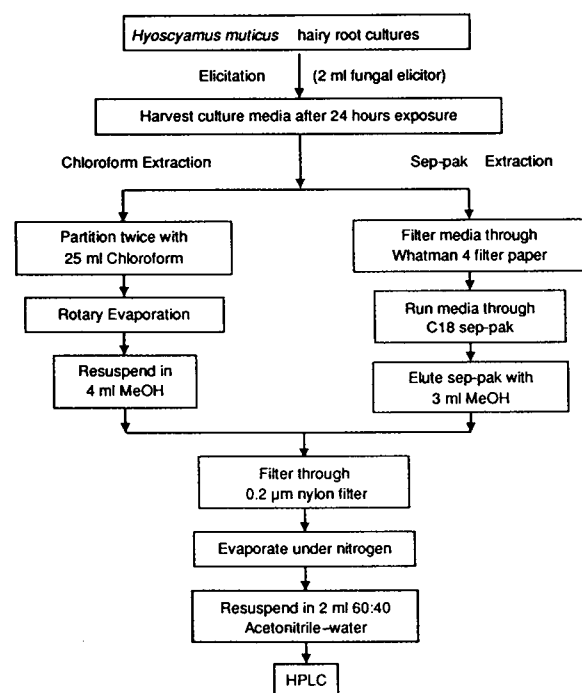 Hyoscyamus muticus hairy root cultures
Elicitation (2 ml fungal elicitor)
Harvest culture media after 24 hours exposure
Chloroform Extraction
Sep-pak Extraction
Partition twice with
25 ml Chloroform
Rotary Evaporation
Resuspend in
4 ml MeOH
Filter media through
Whatman 4 filter paper
Run media through
C18 sep-pak
Elute sep-pak with
3 ml MeOH
Filter through
0.2 µm nylon filter
Evaporate under nitrogen
Resuspend in 2 ml 60:40
Acetonitrile–water
HPLC